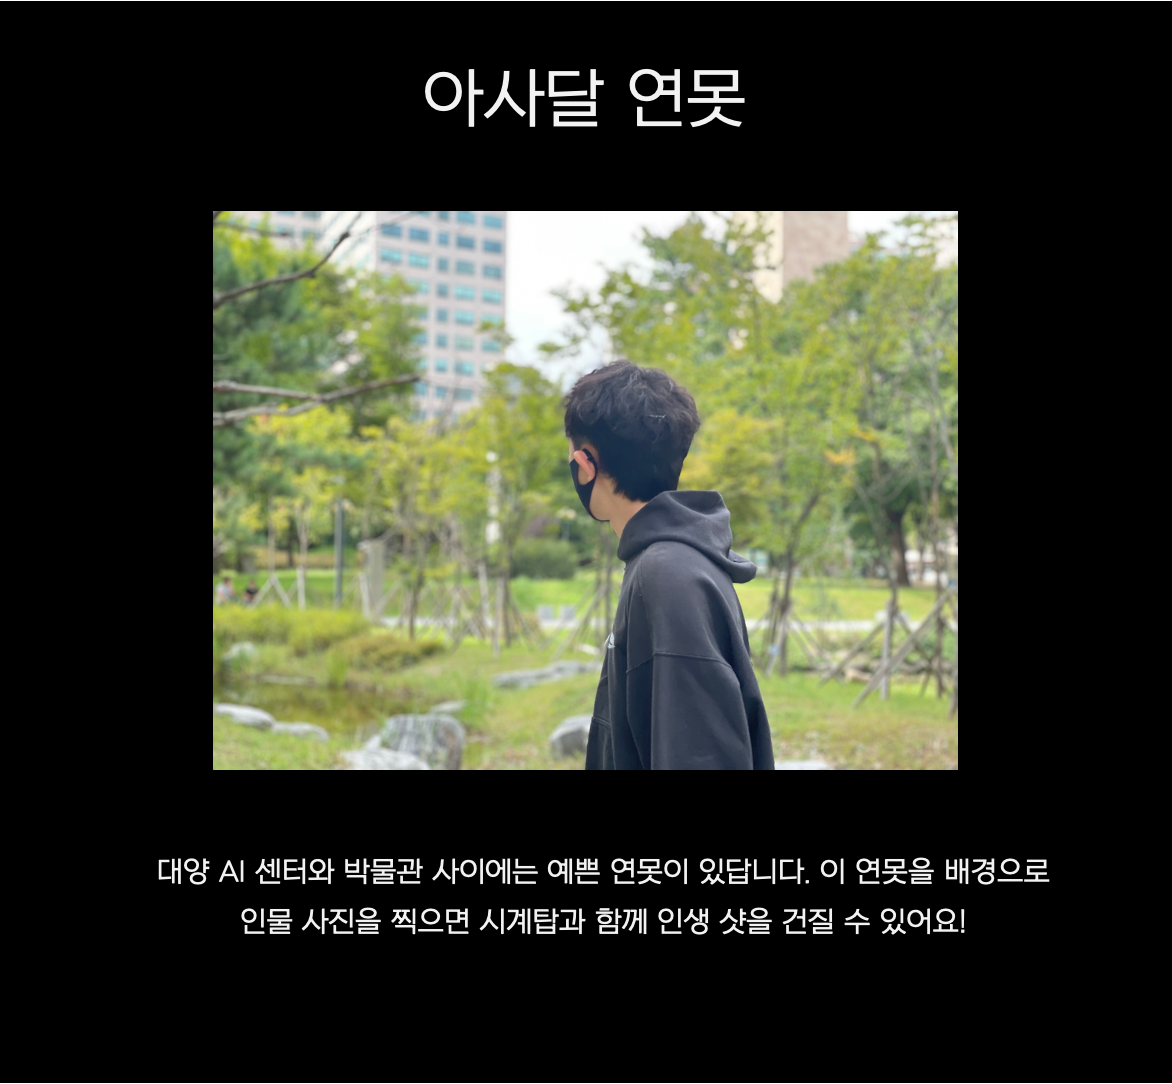 아사달 연못
대양 AI 센터와 박물관 사이에는 예쁜 연못이 있답니다. 이 연못을 배경으로
인물 사진을 찍으면 시계탑과 함께 인생 샷을 건질 수 있어요!